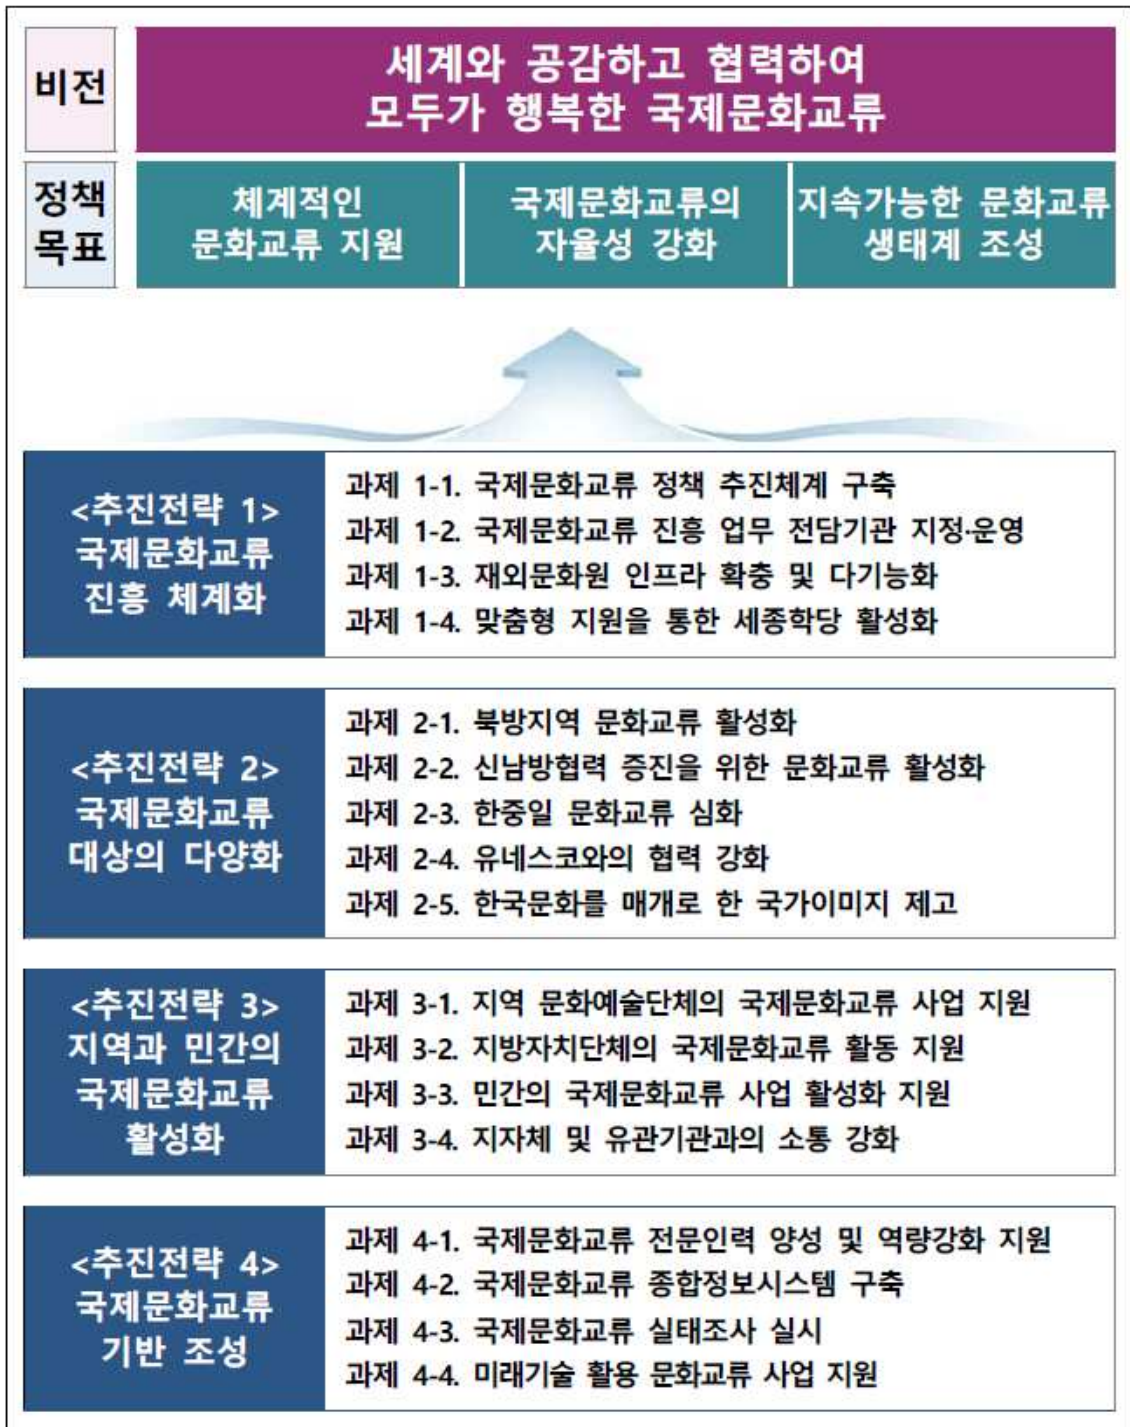 비전
세계와 공감하고 협력하여
모두가 행복한 국제문화교류
정책
목표
체계적인
문화교류 지원
국제문화교류의
자율성 강화
지속가능한 문화교류
생태계 조성
<추진전략 1>
국제문화교류
진흥 체계화
과제 1-1. 국제문화교류 정책 추진체계 구축
과제 1-2. 국제문화교류 진흥 업무 전담기관 지정·운영
과제 1-3. 재외문화원 인프라 확충 및 다기능화
과제 1-4. 맞춤형 지원을 통한 세종학당 활성화
<추진전략 2>
국제문화교류
대상의 다양화
과제 2-1. 북방지역 문화교류 활성화
과제 2-2. 신남방협력 증진을 위한 문화교류 활성화
과제 2-3. 한중일 문화교류 심화
과제 2-4. 유네스코와의 협력 강화
과제 2-5. 한국문화를 매개로 한 국가이미지 제고
<추진전략 3>
지역과 민간의
국제문화교류
활성화
과제 3-1. 지역 문화예술단체의 국제문화교류 사업 지원
과제 3-2. 지방자치단체의 국제문화교류 활동 지원
과제 3-3. 민간의 국제문화교류 사업 활성화 지원
과제 3-4. 지자체 및 유관기관과의 소통 강화
<추진전략 4>
국제문화교류
기반 조성
과제 4-1. 국제문화교류 전문인력 양성 및 역량강화 지원
과제 4-2. 국제문화교류 종합정보시스템 구축
과제 4-3. 국제문화교류 실태조사 실시
과제 4-4. 미래기술 활용 문화교류 사업 지원